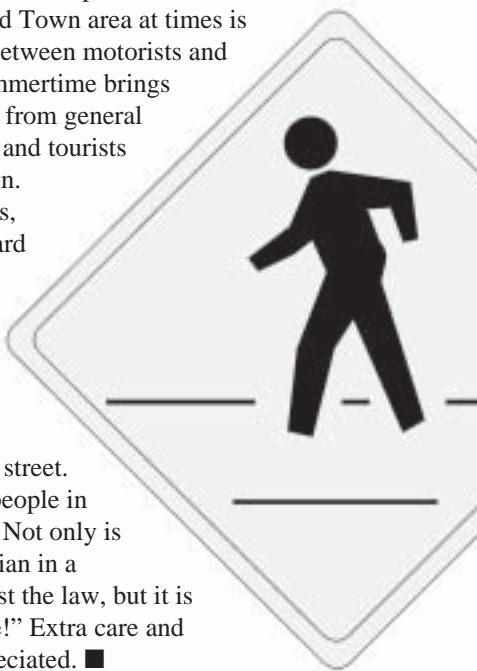 d Town area at times is
etween motorists and
mmertime brings
from general
and tourists
n.
s,
ard
street.
people in
Not only is
ian in a
st the law, but it is
!” Extra care and
eciated. ■